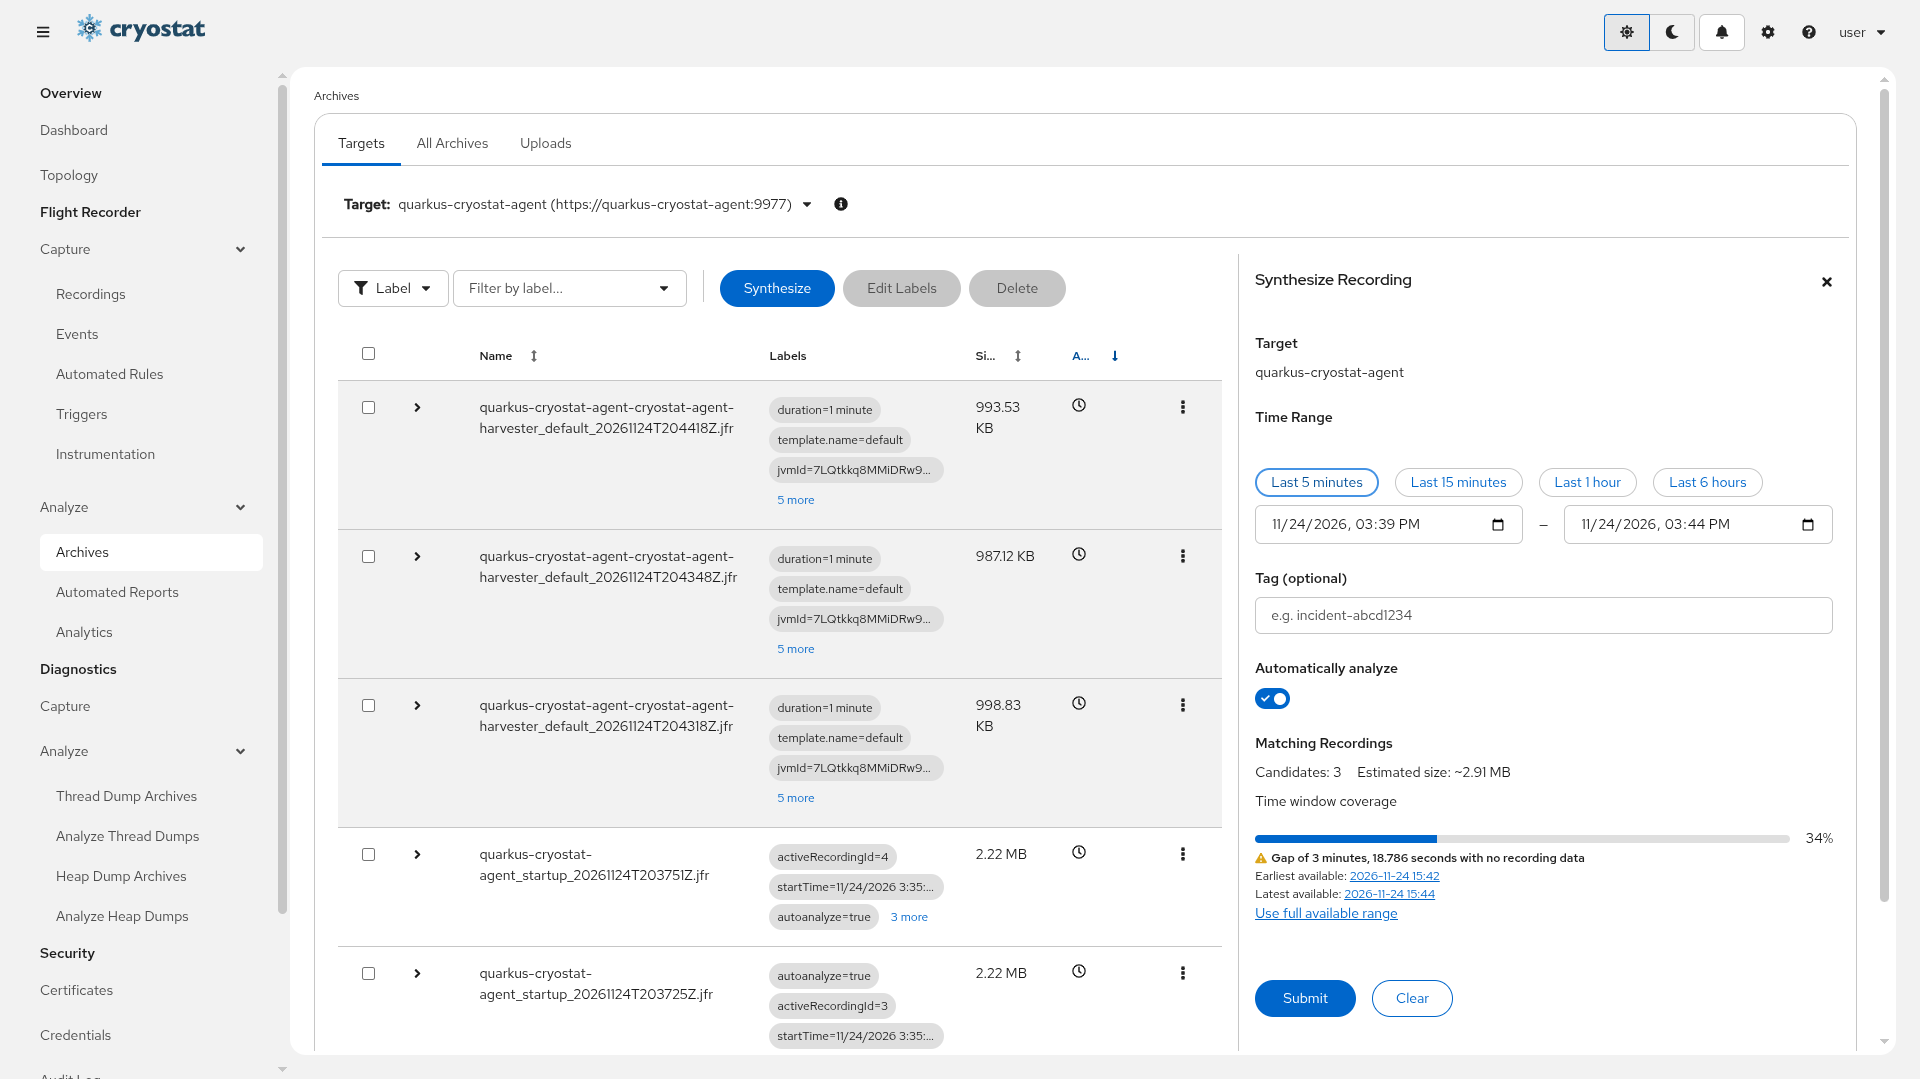 cryostat
user
Overview
Dashboard
Topology
Flight Recorder
Capture
Recordings
Events
Automated Rules
Triggers
Instrumentation
Analyze
Archives
Automated Reports
Analytics
Diagnostics
Capture
Analyze
Thread Dump Archives
Analyze Thread Dumps
Heap Dump Archives
Analyze Heap Dumps
Security
Certificates
Credentials
Audit Log
Archives
Targets All Archives Uploads
Target: quarkus-cryostat-agent (https://quarkus-cryostat-agent:9977)
Label Filter by label... Synthesize Edit Labels Delete
Name Labels Si... A...
quarkus-cryostat-agent-cryostat-agent-
harvester_default_20261124T204418Z.jfr
duration=1 minute
template.name=default
jvmId=7LQtkkq8MMiDRw9...
5 more
993.53
KB
quarkus-cryostat-agent-cryostat-agent-
harvester_default_20261124T204348Z.jfr
duration=1 minute
template.name=default
jvmId=7LQtkkq8MMiDRw9...
5 more
987.12 KB
quarkus-cryostat-agent-cryostat-agent-
harvester_default_20261124T204318Z.jfr
duration=1 minute
template.name=default
jvmId=7LQtkkq8MMiDRw9...
5 more
998.83
KB
quarkus-cryostat-
agent_startup_20261124T203751Z.jfr
activeRecordingId=4
startTime=11/24/2026 3:35:...
autoanalyze=true 3 more
2.22 MB
quarkus-cryostat-
agent_startup_20261124T203725Z.jfr
autoanalyze=true
activeRecordingId=3
startTime=11/24/2026 3:35:...
2.22 MB
Synthesize Recording
Target
quarkus-cryostat-agent
Time Range
Last 5 minutes Last 15 minutes Last 1 hour Last 6 hours
11/24/2026, 03:39 PM – 11/24/2026, 03:44 PM
Tag (optional)
e.g. incident-abcd1234
Automatically analyze
Matching Recordings
Candidates: 3 Estimated size: ~2.91 MB
Time window coverage
34%
Gap of 3 minutes, 18.786 seconds with no recording data
Earliest available: 2026-11-24 15:42
Latest available: 2026-11-24 15:44
Use full available range
Submit Clear